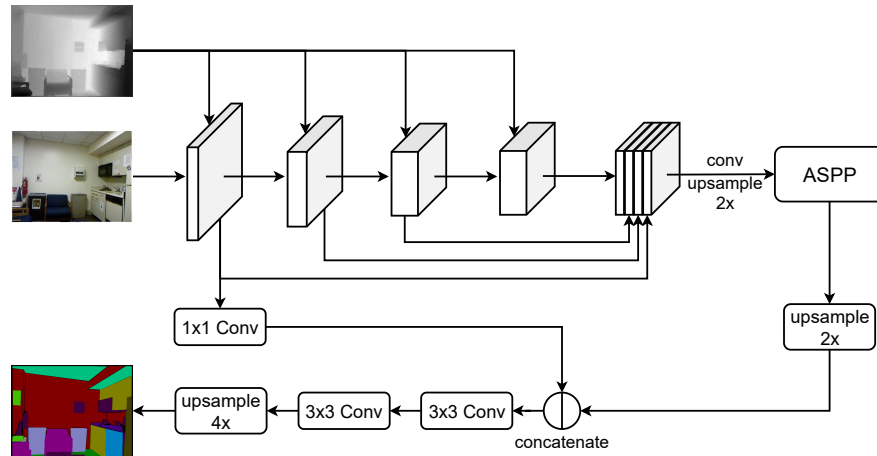 conv
upsample
2x
ASPP
upsample
2x
1x1 Conv
upsample
4x
3x3 Conv
3x3 Conv
concatenate